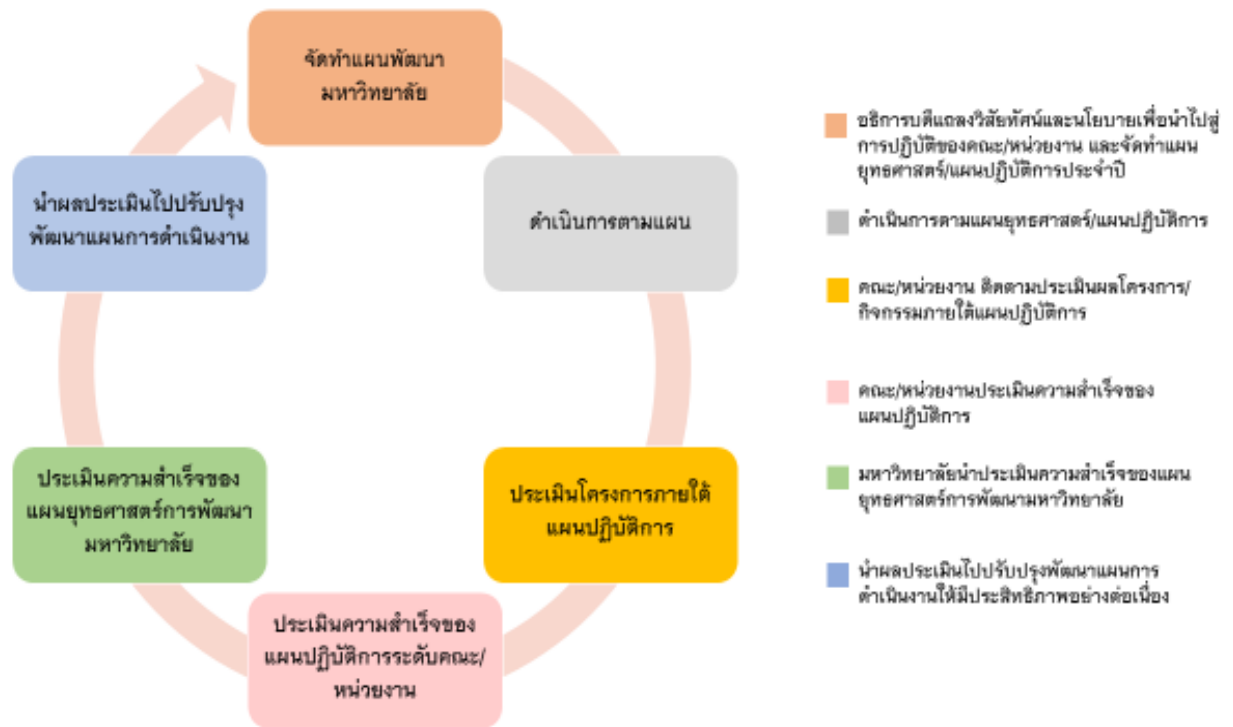 จัดทำแผนพัฒนา
มหาวิทยาลัย
ดำเนินการตามแผน
ประเมินโครงการภายใต้
แผนปฏิบัติการ
ประเมินความสำเร็จของ
แผนปฏิบัติการระดับคณะ/
หน่วยงาน
ประเมินความสำเร็จของ
แผนยุทธศาสตร์การพัฒนา
มหาวิทยาลัย
นำผลประเมินไปปรับปรุง
พัฒนาแผนการดำเนินงาน
อธิการบดีแถลงวิสัยทัศน์และนโยบายเพื่อนำไปสู่
การปฏิบัติของคณะ/หน่วยงาน และจัดทำแผน
ยุทธศาสตร์/แผนปฏิบัติการประจำปี
ดำเนินการตามแผนยุทธศาสตร์/แผนปฏิบัติการ
คณะ/หน่วยงาน ติดตามประเมินผลโครงการ/
กิจกรรมภายใต้แผนปฏิบัติการ
คณะ/หน่วยงานประเมินความสำเร็จของ
แผนปฏิบัติการ
มหาวิทยาลัยนำประเมินความสำเร็จของแผน
ยุทธศาสตร์การพัฒนามหาวิทยาลัย
นำผลประเมินไปปรับปรุงพัฒนาแผนการ
ดำเนินงานให้มีประสิทธิภาพอย่างต่อเนื่อง